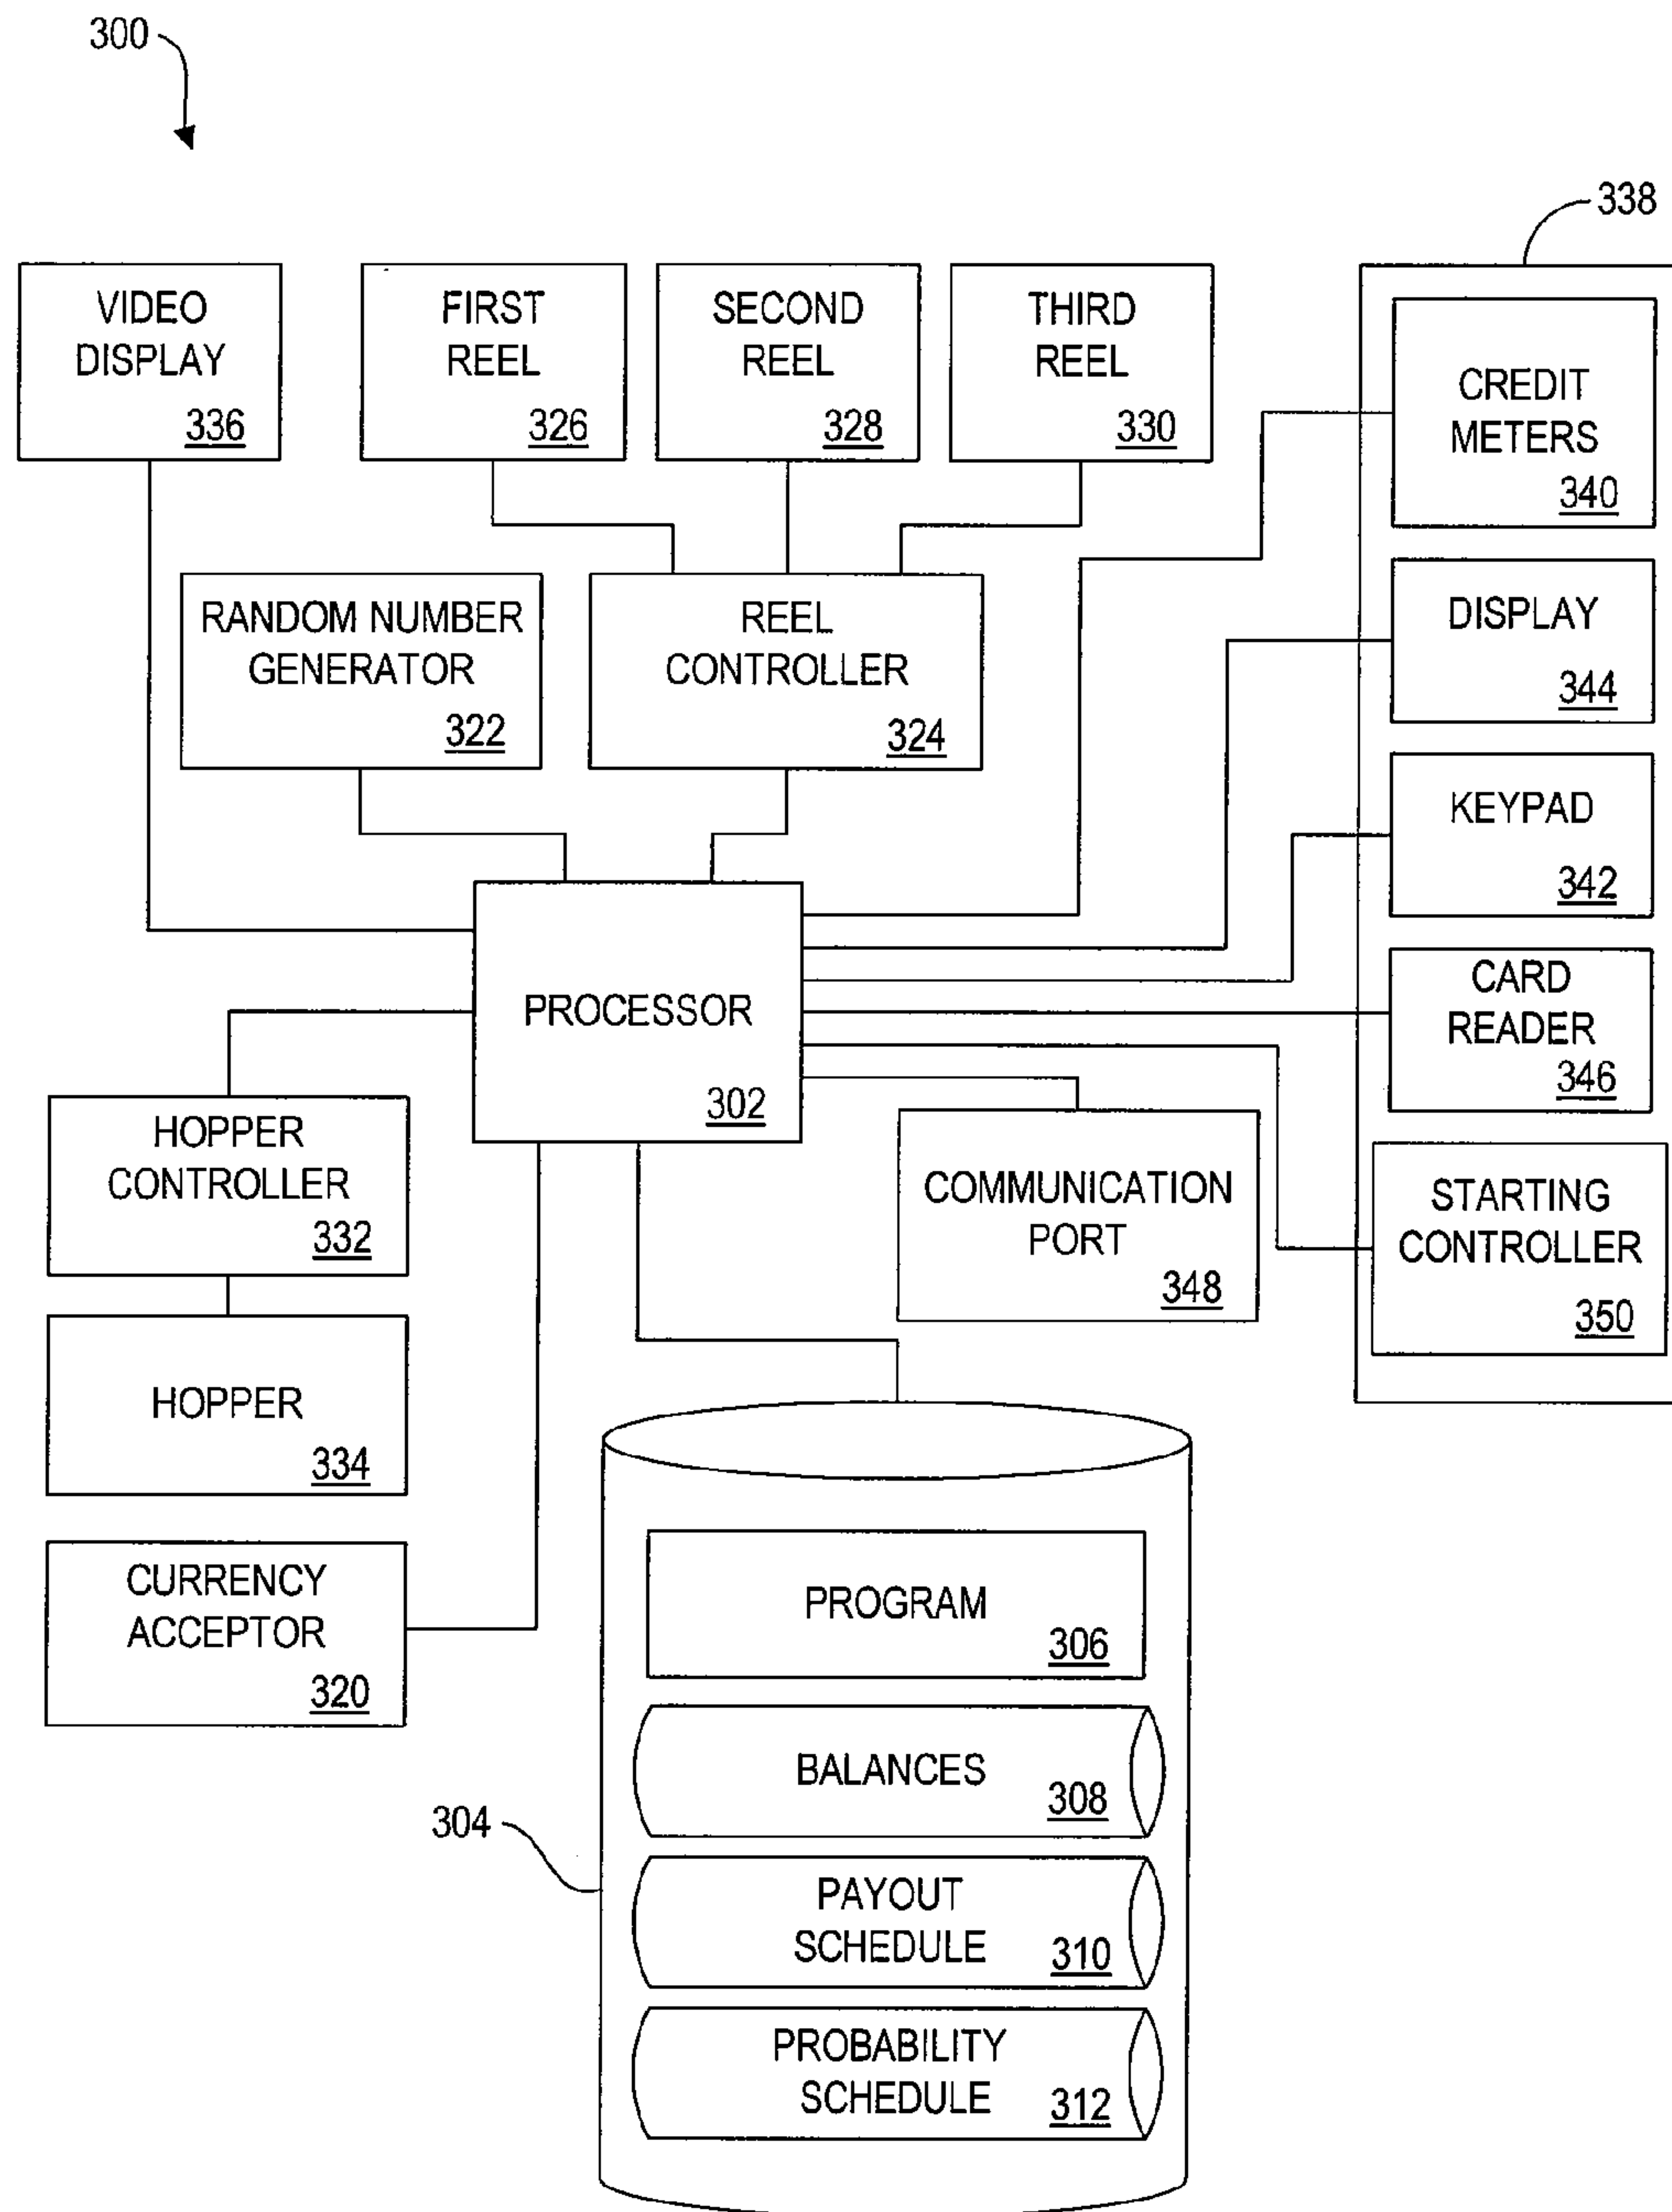 300
338
VIDEO
DISPLAY
336
FIRST
REEL
326
SECOND
REEL
328
THIRD
REEL
330
CREDIT
METERS
340
RANDOM NUMBER
GENERATOR
322
REEL
CONTROLLER
324
DISPLAY
344
KEYPAD
342
PROCESSOR
302
CARD
READER
346
HOPPER
CONTROLLER
332
COMMUNICATION
PORT
348
STARTING
CONTROLLER
350
HOPPER
334
CURRENCY
ACCEPTOR
320
304
PROGRAM
306
BALANCES
308
PAYOUT
SCHEDULE
310
PROBABILITY
SCHEDULE
312